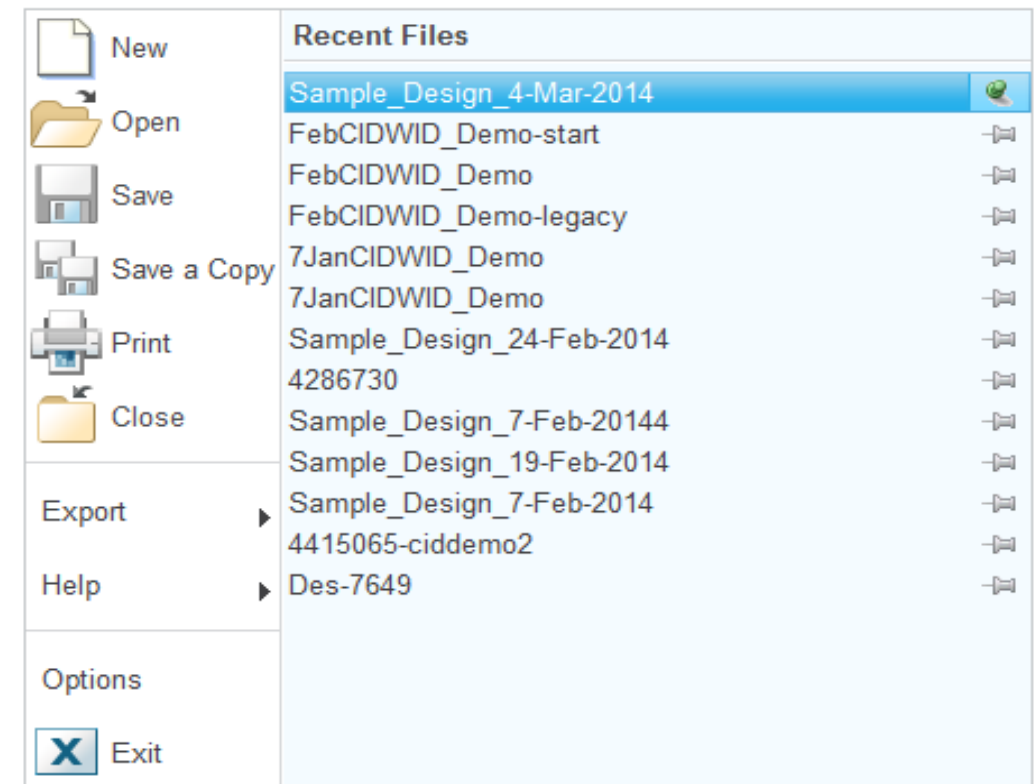 New
Open
Save
Save a Copy
Print
Close
Export
Help
Options
Exit
Recent Files
Sample_Design_4-Mar-2014
FebCIDWID_Demo-start
FebCIDWID_Demo
FebCIDWID_Demo-legacy
7JanCIDWID_Demo
7JanCIDWID_Demo
Sample_Design_24-Feb-2014
4286730
Sample_Design_7-Feb-20144
Sample_Design_19-Feb-2014
Sample_Design_7-Feb-2014
4415065-ciddemo2
Des-7649